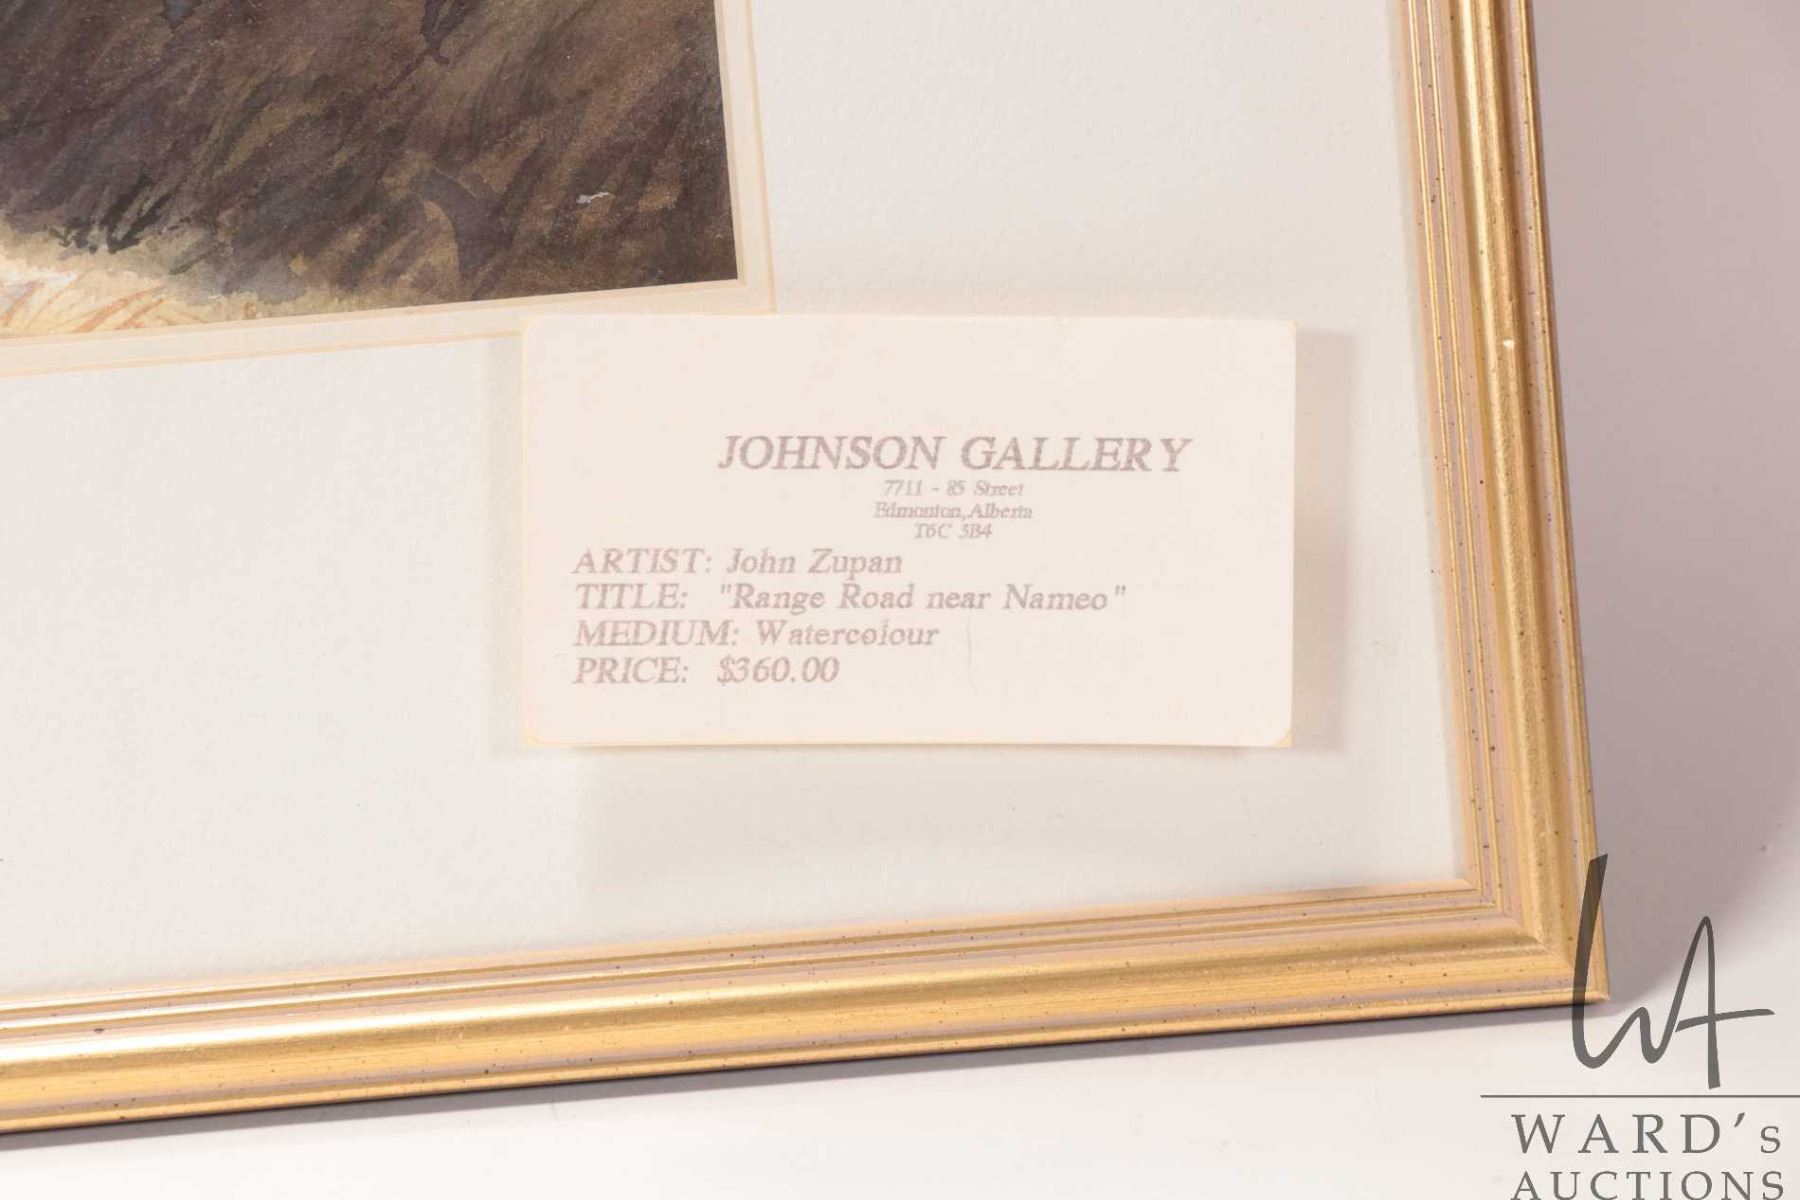 JOHNSON GALLERY
7711 - 85 Street
Edmonton, Alberta
T6C 3B4
ARTIST: John Zupan
TITLE: "Range Road near Nameo"
MEDIUM: Watercolour
PRICE: $360.00
WA
WARD's
AUCTIONS